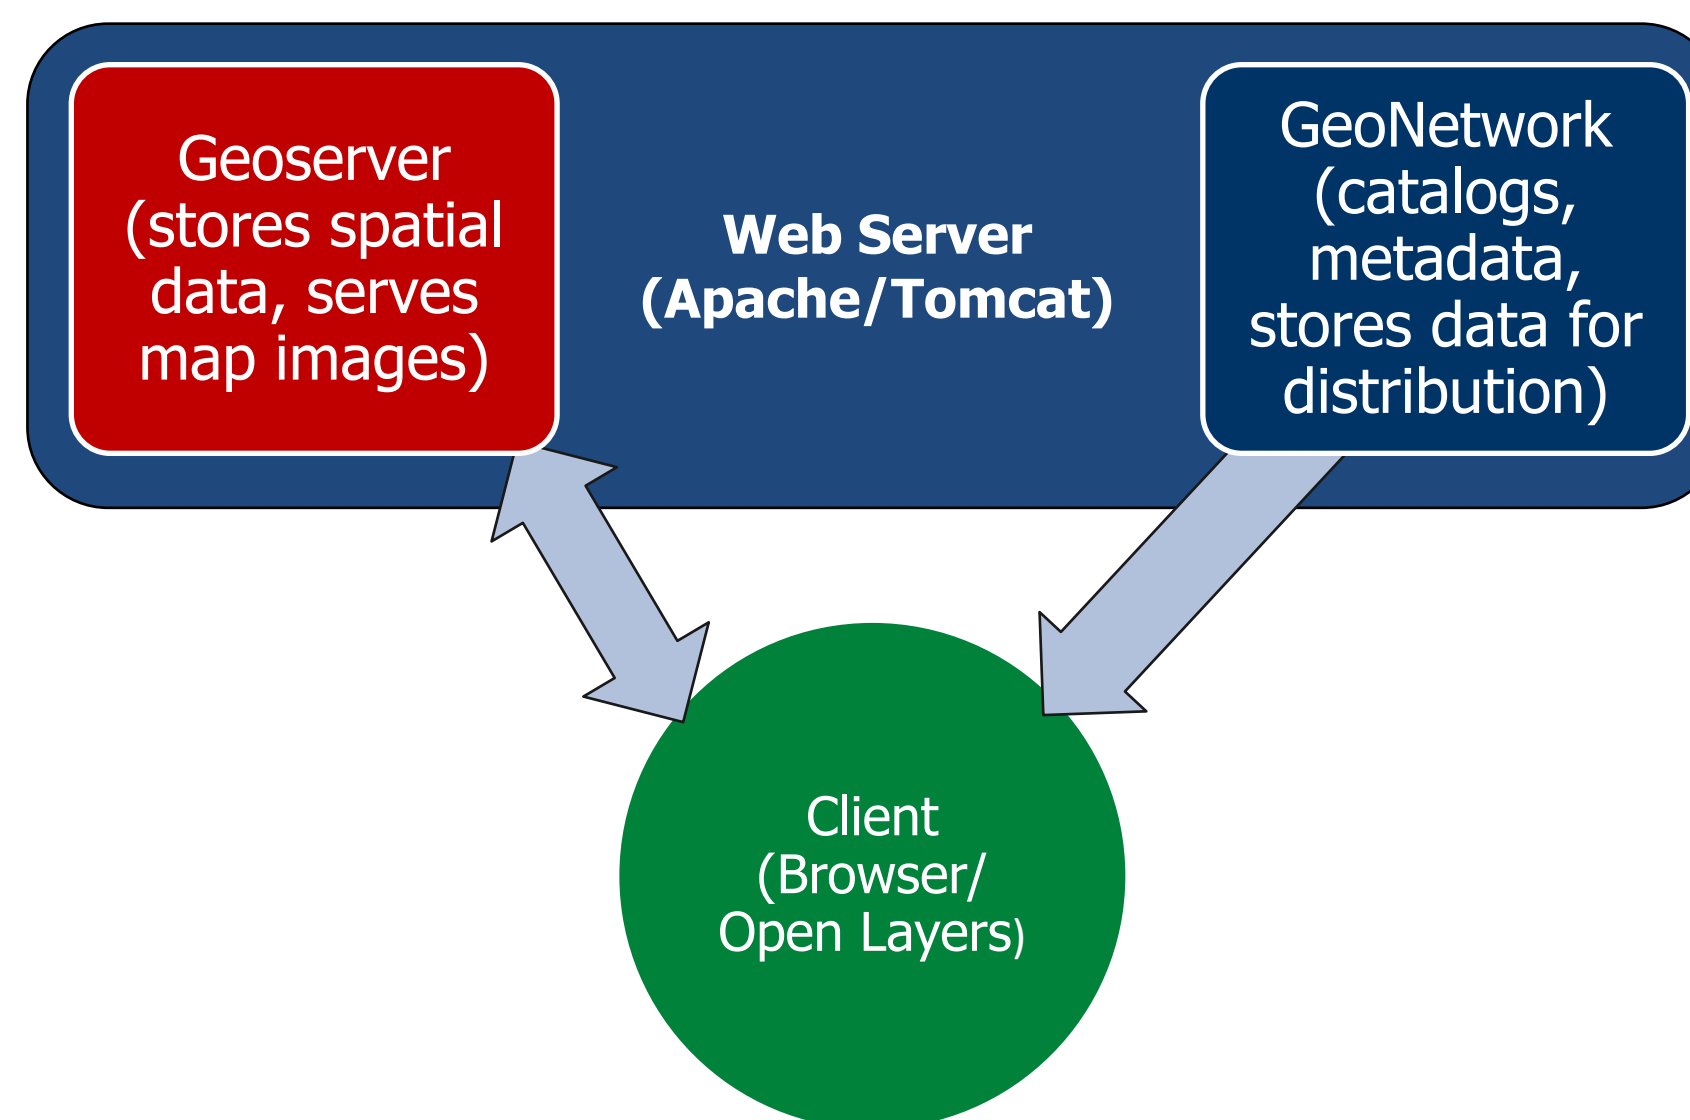 Geoserver
(stores spatial
data, serves
map images)
Web Server
(Apache/Tomcat)
GeoNetwork
(catalogs,
metadata,
stores data for
distribution)
Client
(Browser/
Open Layers)